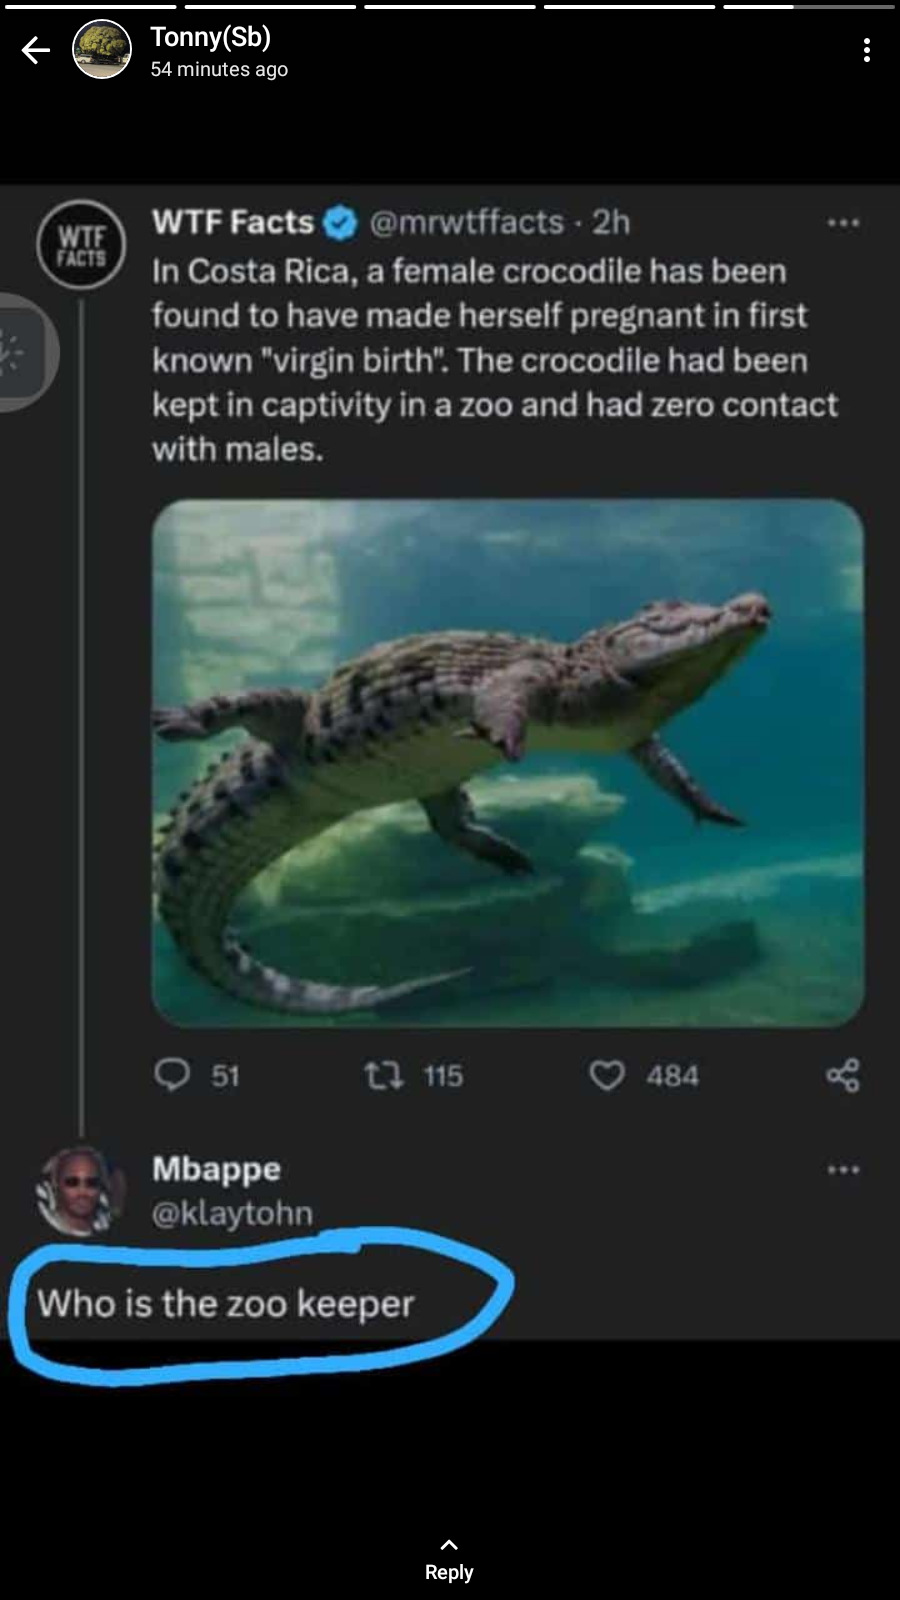 Tonny(Sb)
54 minutes ago
WTF
FACTS
WTF Facts @mrwtffacts · 2h
In Costa Rica, a female crocodile has been
found to have made herself pregnant in first
known "virgin birth". The crocodile had been
kept in captivity in a zoo and had zero contact
with males.
51 115 484
Mbappe
@klaytohn
Who is the zoo keeper
Reply